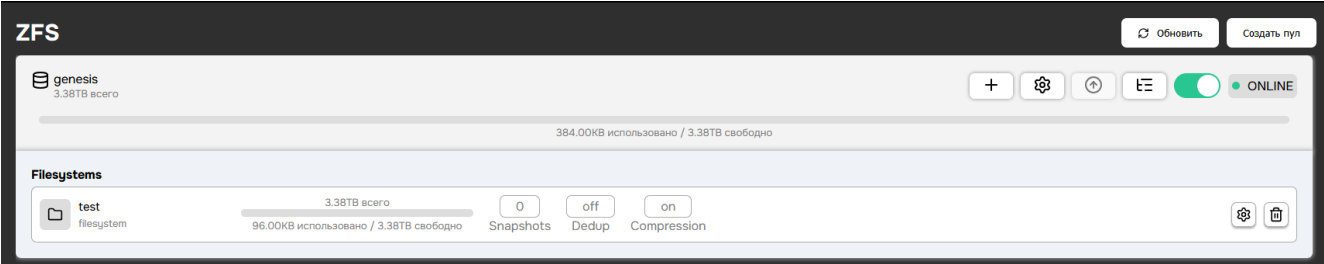 ZFS
Обновить
Создать пул
genesis
3.38TB всего
ONLINE
384.00KB использовано / 3.38TB свободно
Filesystems
test
filesystem
3.38TB всего
96.00KB использовано / 3.38TB свободно
0
Snapshots
off
Dedup
on
Compression